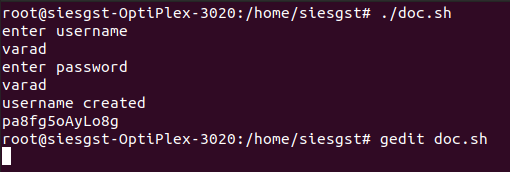 root@siesgst-OptiPlex-3020:/home/siesgst# ./doc.sh
enter username
varad
enter password
varad
username created
pa8fg5oAyLo8g
root@siesgst-OptiPlex-3020:/home/siesgst# gedit doc.sh